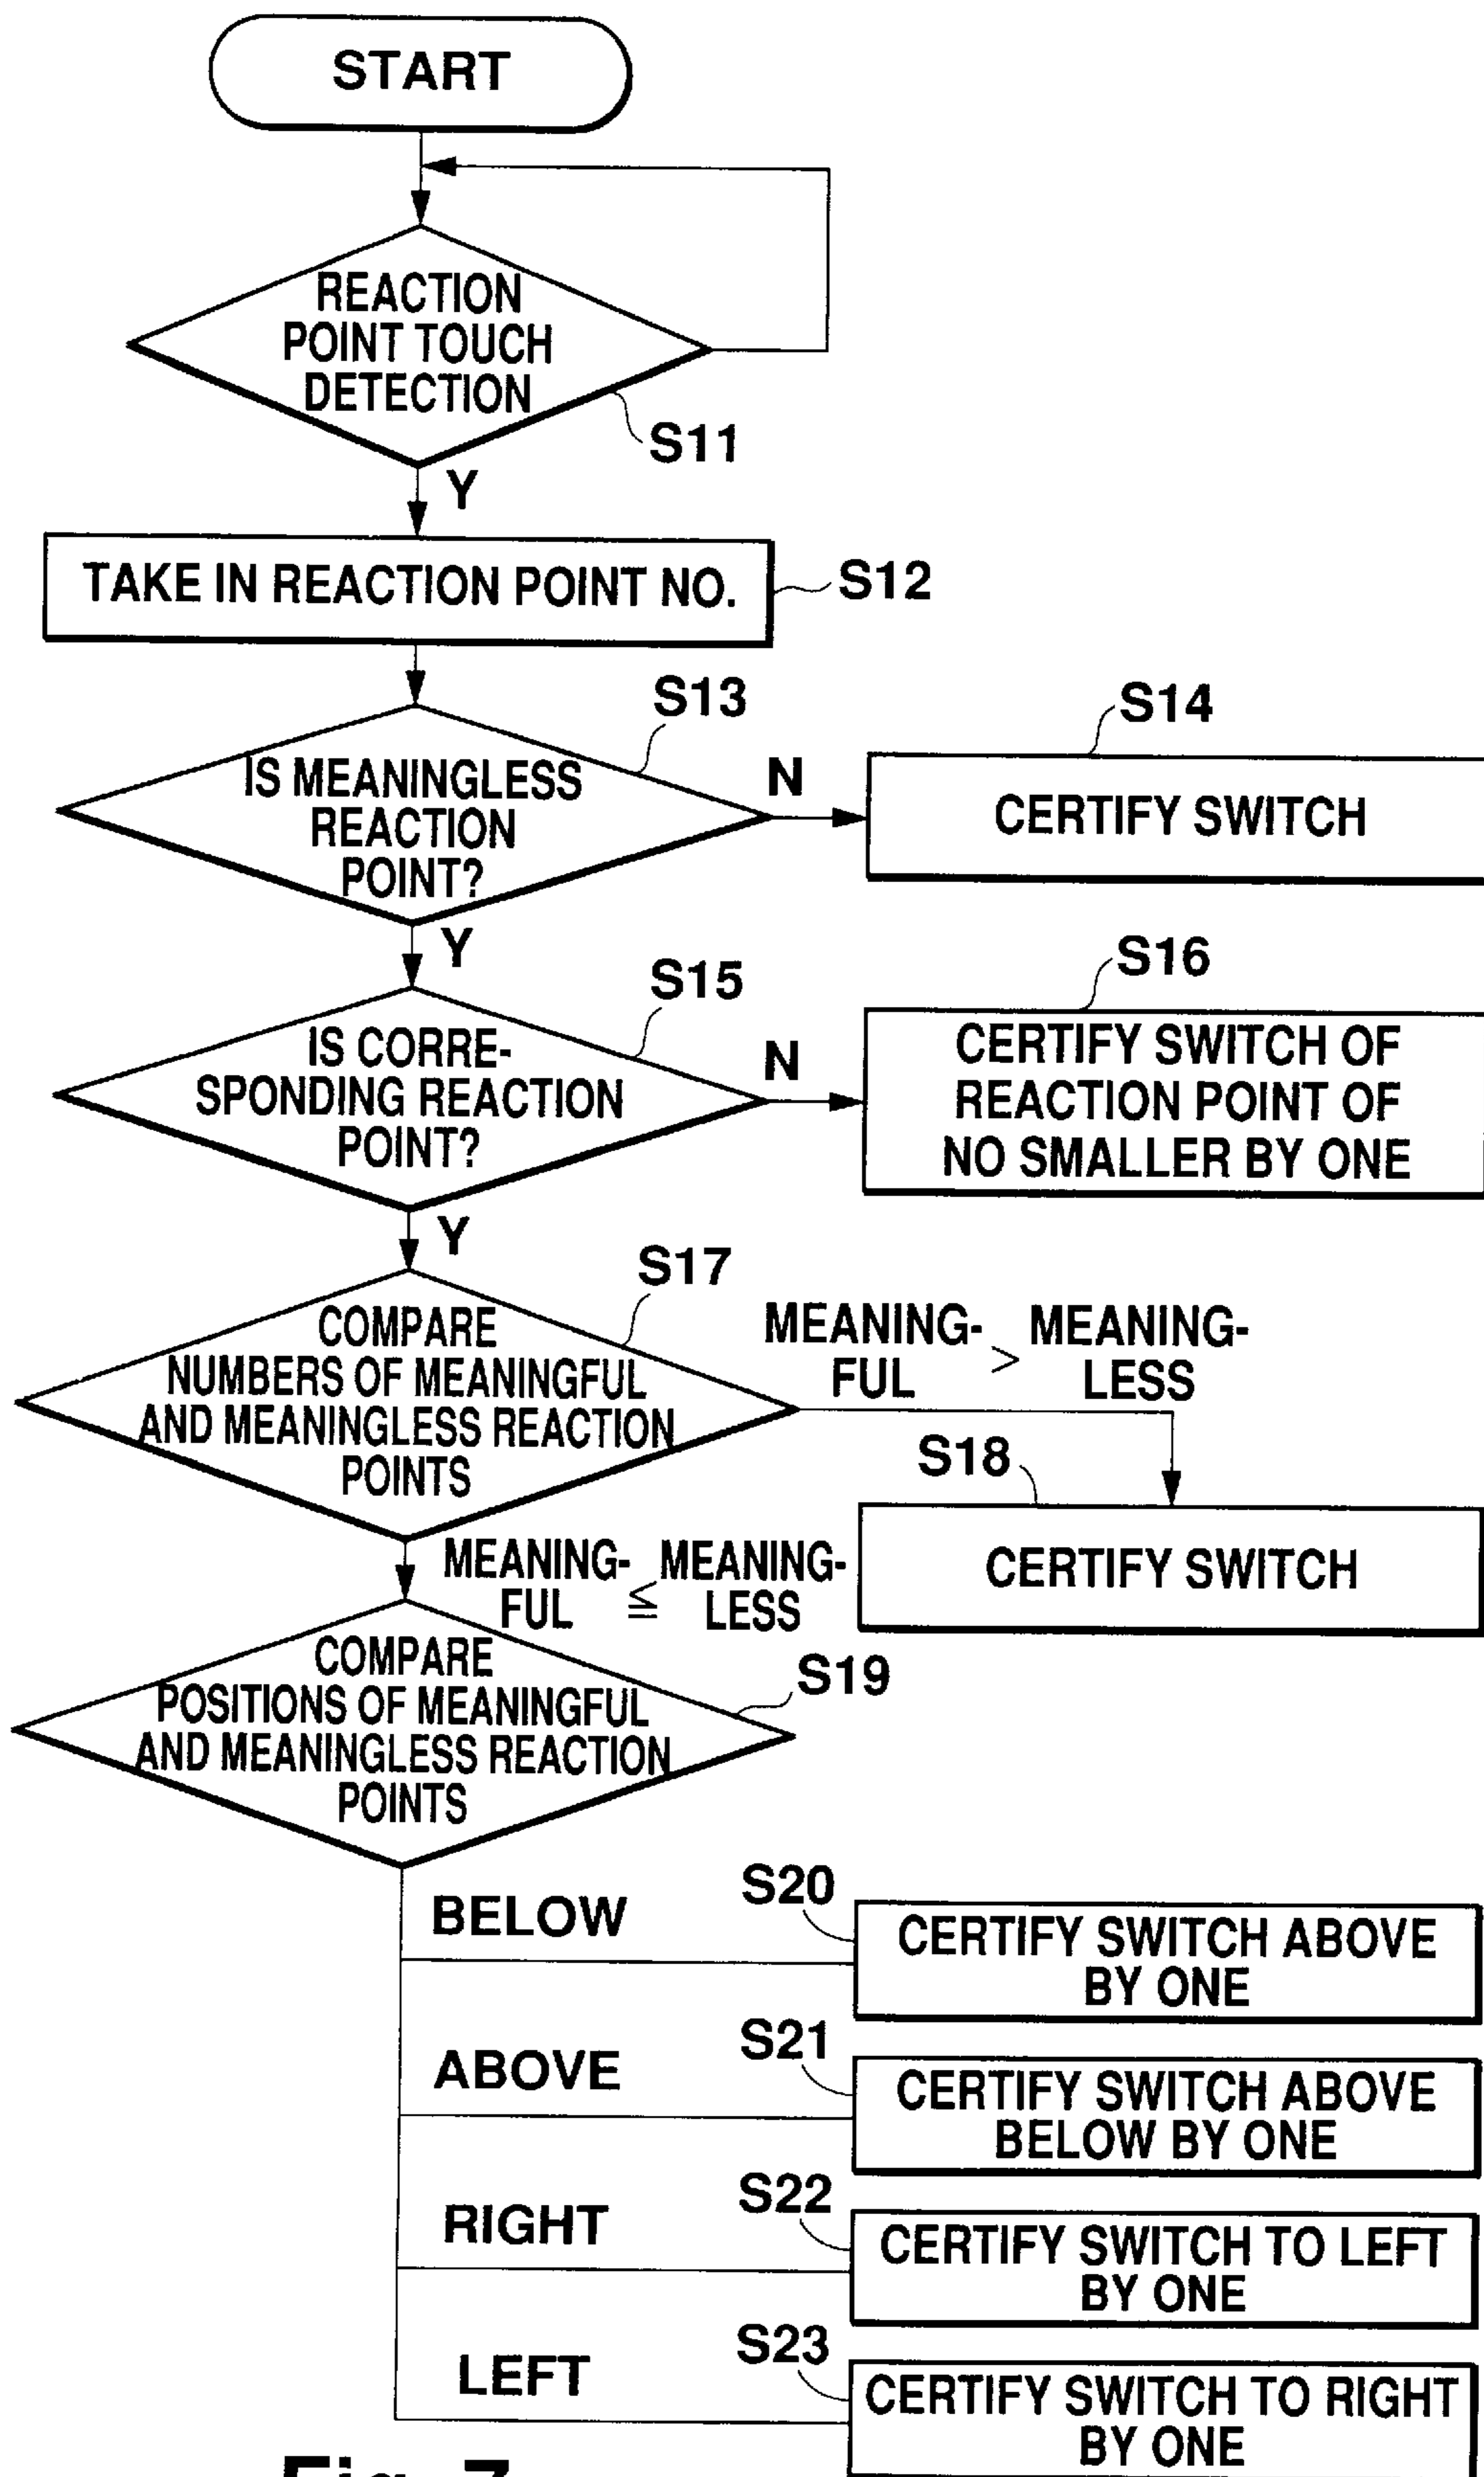 START
REACTION
POINT TOUCH
DETECTION
S11
Y
TAKE IN REACTION POINT NO.
S12
S13
IS MEANINGLESS
REACTION
POINT?
N
S14
CERTIFY SWITCH
Y
S15
IS CORRE-
SPONDING REACTION
POINT?
N
S16
CERTIFY SWITCH OF
REACTION POINT OF
NO SMALLER BY ONE
Y
S17
COMPARE
NUMBERS OF MEANINGFUL
AND MEANINGLESS REACTION
POINTS
MEANING- MEANING-
FUL > LESS
S18
CERTIFY SWITCH
MEANING- MEANING-
FUL ≦ LESS
COMPARE
POSITIONS OF MEANINGFUL
AND MEANINGLESS REACTION
POINTS
S19
BELOW
S20
CERTIFY SWITCH ABOVE
BY ONE
ABOVE
S21
CERTIFY SWITCH ABOVE
BELOW BY ONE
RIGHT
S22
CERTIFY SWITCH TO LEFT
BY ONE
LEFT
S23
CERTIFY SWITCH TO RIGHT
BY ONE
Fig. 7